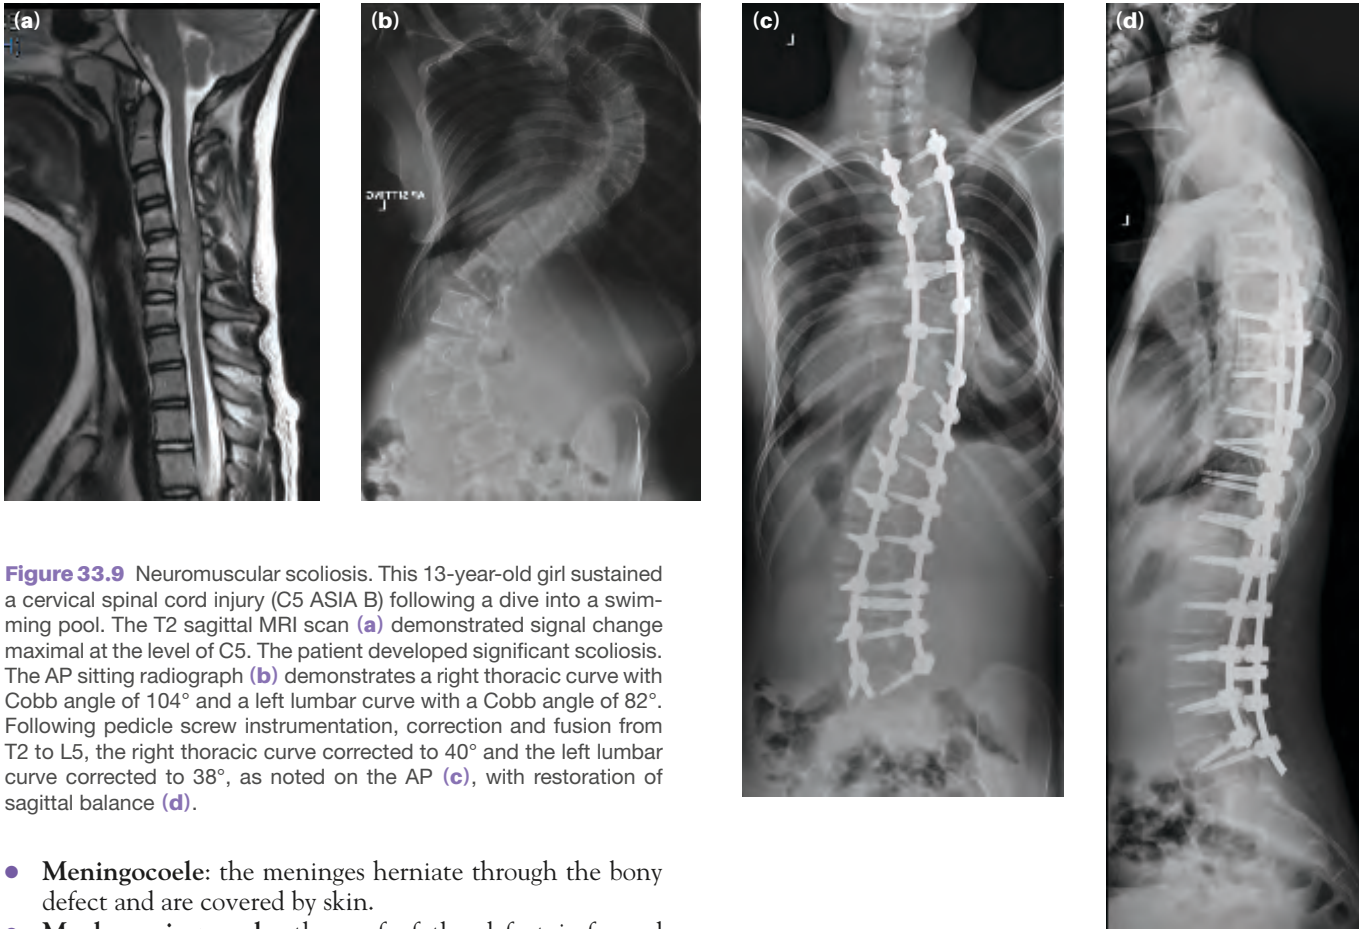 (a)
(b)
AP SITTING
L
(c)
(d)
Figure 33.9 Neuromuscular scoliosis. This 13-year-old girl sustained
a cervical spinal cord injury (C5 ASIA B) following a dive into a swim-
ming pool. The T2 sagittal MRI scan (a) demonstrated signal change
maximal at the level of C5. The patient developed significant scoliosis.
The AP sitting radiograph (b) demonstrates a right thoracic curve with
Cobb angle of 104° and a left lumbar curve with a Cobb angle of 82°.
Following pedicle screw instrumentation, correction and fusion from
T2 to L5, the right thoracic curve corrected to 40° and the left lumbar
curve corrected to 38°, as noted on the AP (c), with restoration of
sagittal balance (d).
● Meningocoele: the meninges herniate through the bony
defect and are covered by skin.